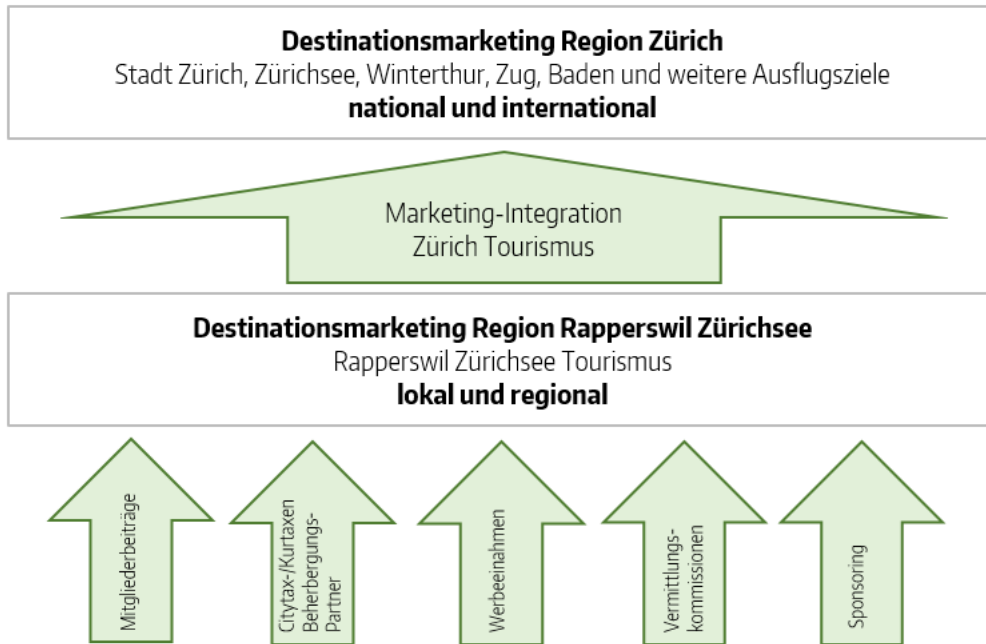 Destinationsmarketing Region Zürich
Stadt Zürich, Zürichsee, Winterthur, Zug, Baden und weitere Ausflugsziele
national und international
Marketing-Integration
Zürich Tourismus
Destinationsmarketing Region Rapperswil Zürichsee
Rapperswil Zürichsee Tourismus
lokal und regional
Mitgliederbeiträge
Citytax-/Kurtaxen
Beherbergungs-
Partner
Werbeeinahmen
Vermittlungs-
kommissionen
Sponsoring